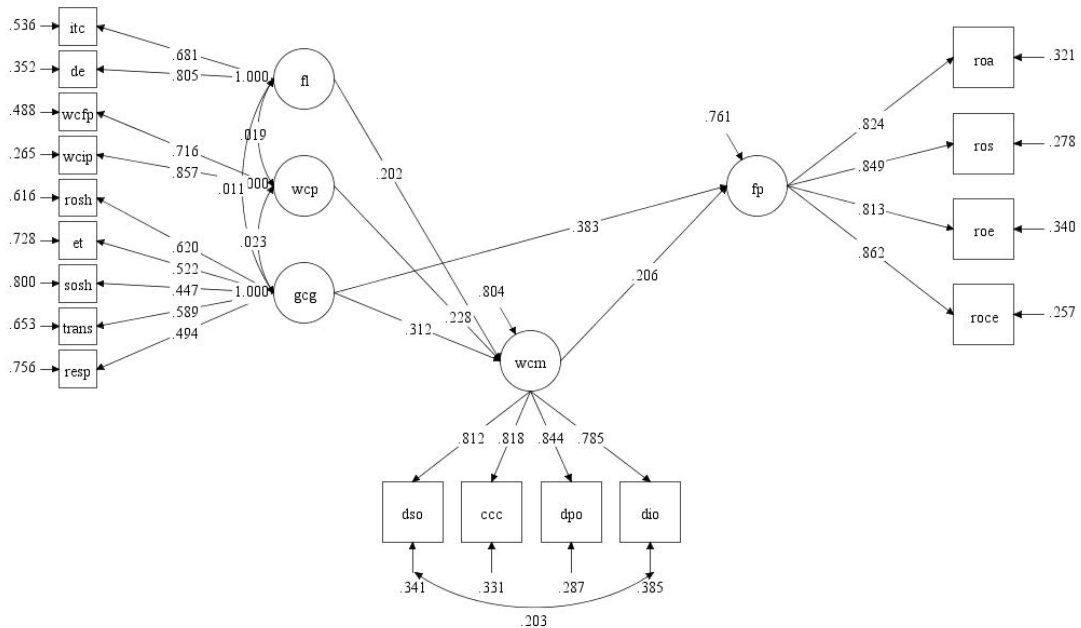 .536 itc
.681
.352 de
.805
1.000 fl
.488 wcfp
.716
.019
.265 wcip
.857
.011
.000 wcp
.616 rosh
.620
.023
.728 et
.522
.800 sosh
.447
1.000 gcg
.589
.653 trans
.494
.756 resp
.202
.228
.312
.383
.206
.804
wcm
.761
fp
.824
roa .321
.849
ros .278
.813
roe .340
.862
roce .257
.812 .818 .844 .785
dso ccc dpo dio
.341 .331 .287 .385
.203